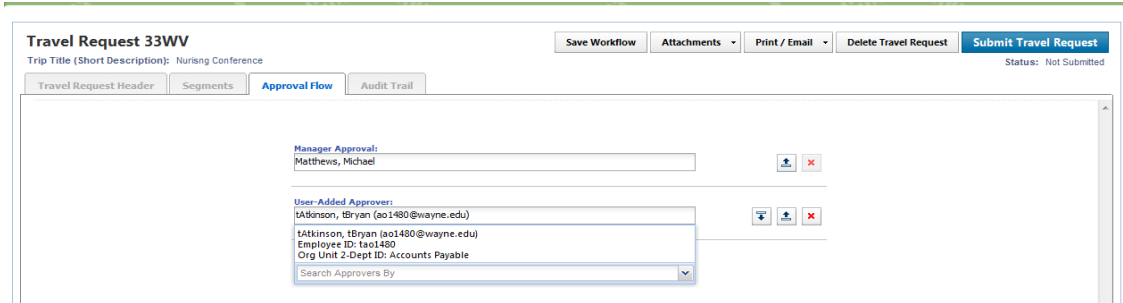 Travel Request 33WV
Save Workflow
Attachments
Print / Email
Delete Travel Request
Submit Travel Request
Trip Title (Short Description): Nurisng Conference
Status: Not Submitted
Travel Request Header
Segments
Approval Flow
Audit Trail
Manager Approval:
Matthews, Michael
User-Added Approver:
tAtkinson, tBryan (ao1480@wayne.edu)
tAtkinson, tBryan (ao1480@wayne.edu)
Employee ID: tao1480
Org Unit 2-Dept ID: Accounts Payable
Search Approvers By